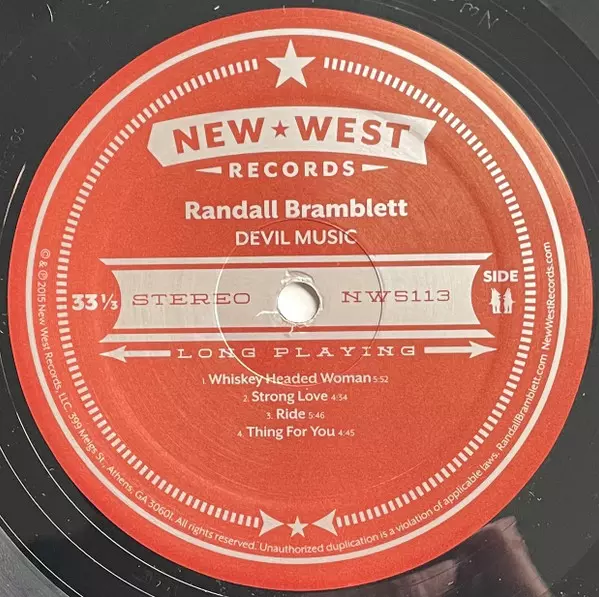 NEW★WEST
RECORDS
Randall Bramblett
DEVIL MUSIC
33 ⅓
STEREO
NW5113
SIDE
LONG PLAYING
1. Whiskey Headed Woman 5:52
2. Strong Love 4:34
3. Ride 5:46
4. Thing For You 4:45
© & ℗ 2015 New West Records, LLC. 399 Meigs St., Athens, GA 30601. All rights reserved. Unauthorized duplication is a violation of applicable laws. RandallBramblett.com NewWestRecords.com